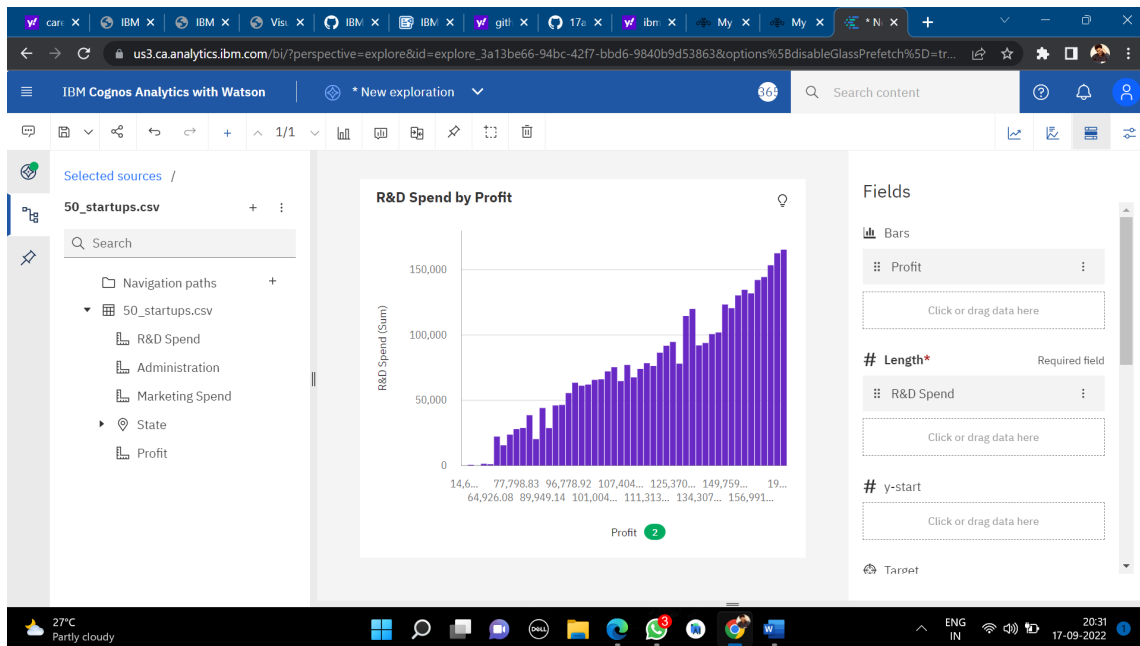 care
IBM
IBM
Visu
IBM
IBM
gith
17a
ibm
My
My
* N
us3.ca.analytics.ibm.com/bi/?perspective=explore&id=explore_3a13be66-94bc-42f7-bbd6-9840b9d53863&options%5BdisableGlassPrefetch%5D=tr...
IBM Cognos Analytics with Watson
* New exploration
365
Search content
1/1
Selected sources /
50_startups.csv
Search
Navigation paths
50_startups.csv
R&D Spend
Administration
Marketing Spend
State
Profit
R&D Spend by Profit
R&D Spend (Sum)
150,000
100,000
50,000
0
14,6... 77,798.83 96,778.92 107,404... 125,370... 149,759... 19...
64,926.08 89,949.14 101,004... 111,313... 134,307... 156,991...
Profit 2
Fields
Bars
Profit
Click or drag data here
# Length* Required field
R&D Spend
Click or drag data here
# y-start
Click or drag data here
Target
27°C
Partly cloudy
DELL
3
W
ENG
IN
20:31
17-09-2022
1